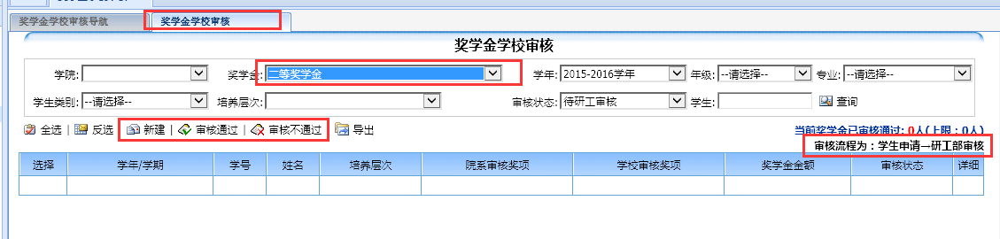 奖学金学校审核导航 奖学金学校审核
奖学金学校审核
学院: 奖学金: 二等奖学金 学年: 2015-2016学年 年级: --请选择-- 专业: --请选择--
学生类别: --请选择-- 培养层次: 审核状态: 待研工审核 学生: 查询
全选 | 反选 新建 | 审核通过 | 审核不通过 导出 当前奖学金已审核通过: 0人(上限：0人)
审核流程为：学生申请→研工部审核
选择 学年/学期 学号 姓名 培养层次 院系审核奖项 学校审核奖项 奖学金金额 审核状态 详细